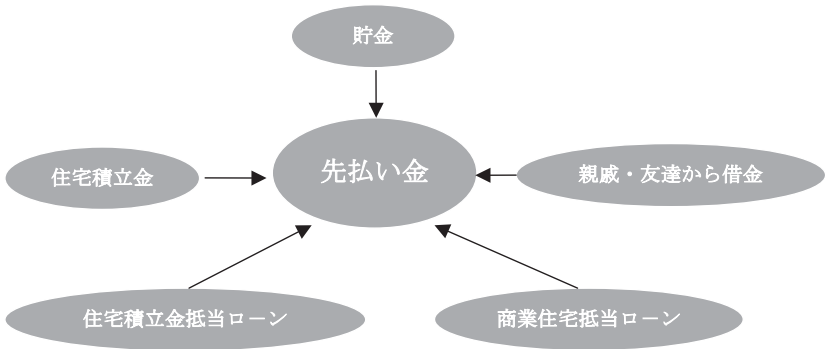 貯金
住宅積立金
先払い金
親戚・友達から借金
住宅積立金抵当ローン
商業住宅抵当ローン